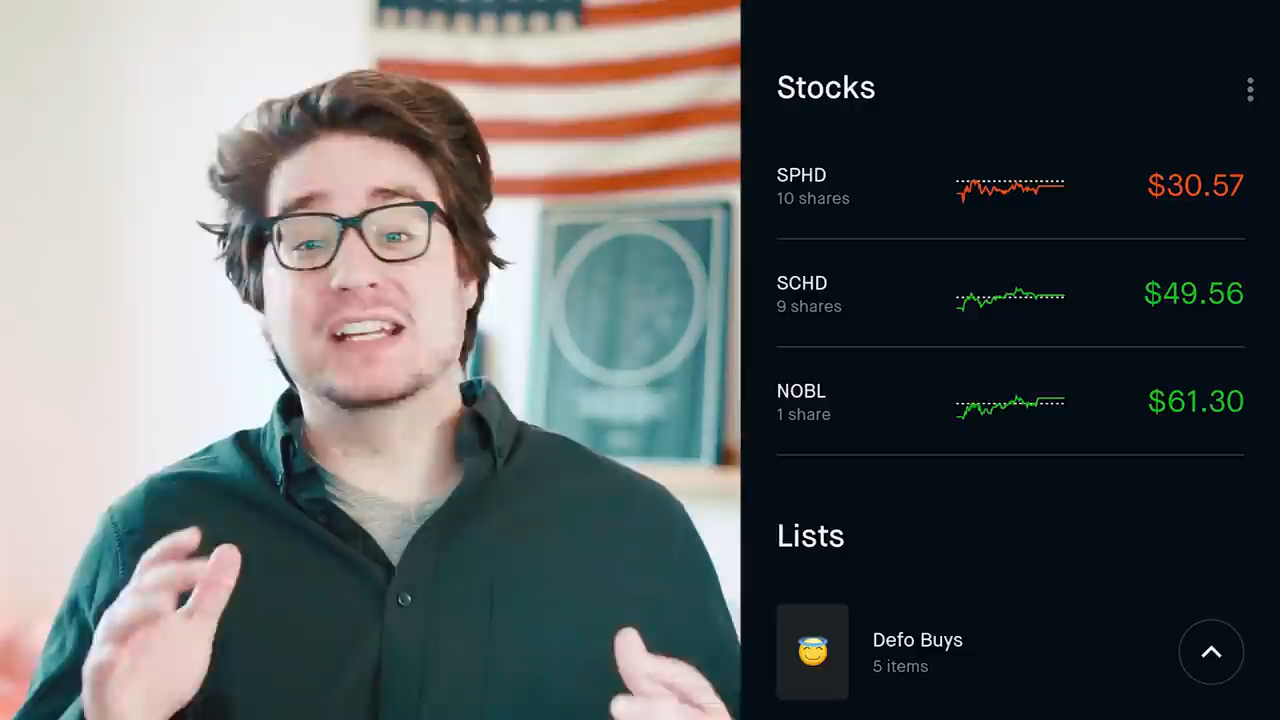 Stocks
SPHD
10 shares
$30.57
SCHD
9 shares
$49.56
NOBL
1 share
$61.30
Lists
Defo Buys
5 items